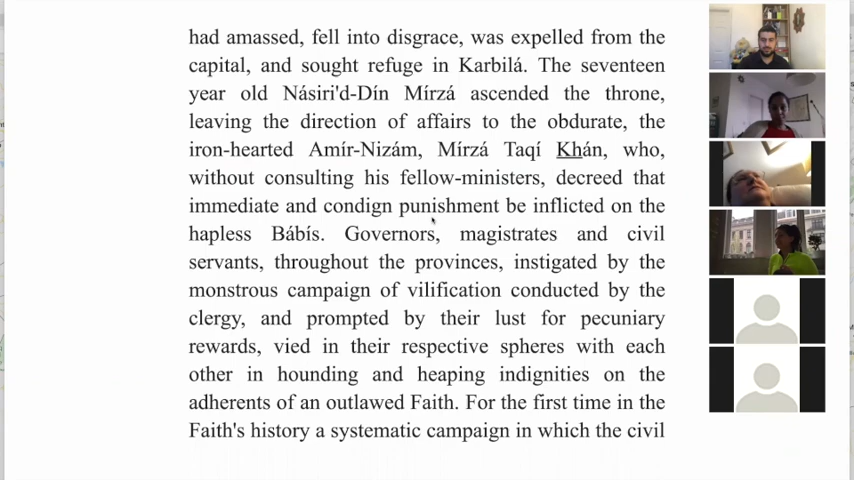 had amassed, fell into disgrace, was expelled from the
capital, and sought refuge in Karbilá. The seventeen
year old Násiri'd-Dín Mírzá ascended the throne,
leaving the direction of affairs to the obdurate, the
iron-hearted Amír-Nizám, Mírzá Taqí Khán, who,
without consulting his fellow-ministers, decreed that
immediate and condign punishment be inflicted on the
hapless Bábís. Governors, magistrates and civil
servants, throughout the provinces, instigated by the
monstrous campaign of vilification conducted by the
clergy, and prompted by their lust for pecuniary
rewards, vied in their respective spheres with each
other in hounding and heaping indignities on the
adherents of an outlawed Faith. For the first time in the
Faith's history a systematic campaign in which the civil